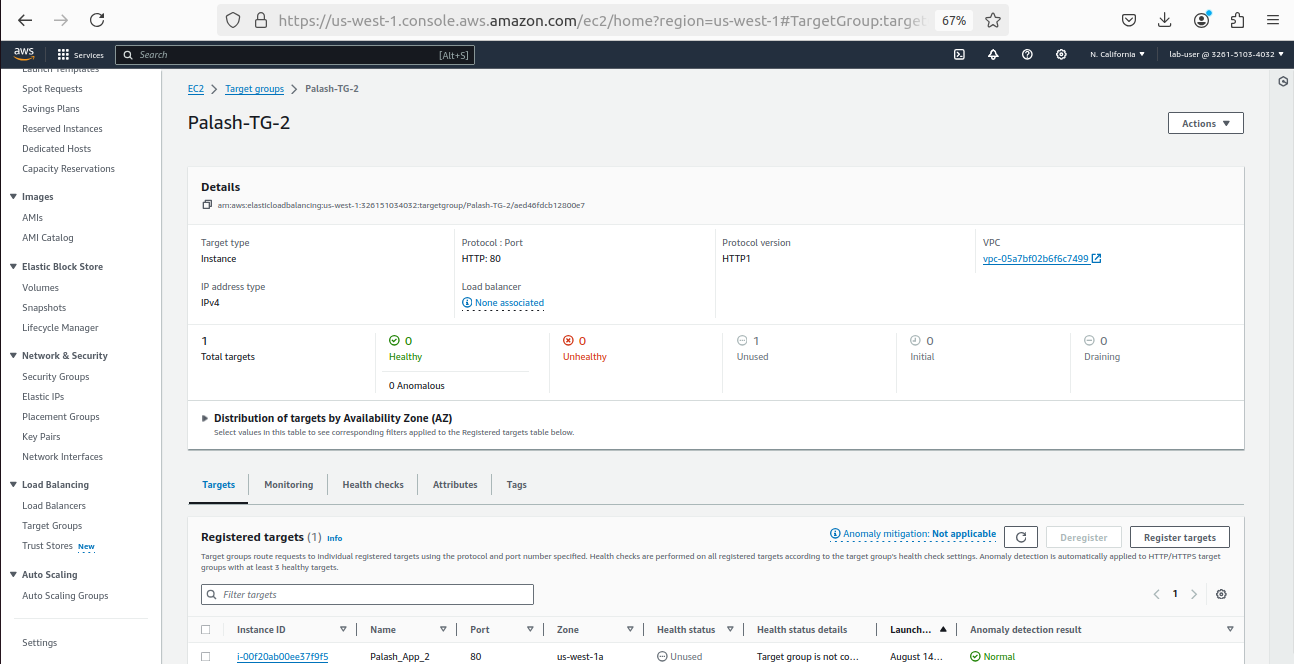 https://us-west-1.console.aws.amazon.com/ec2/home?region=us-west-1#TargetGroup:target 67%
aws Services Search [Alt+S] N. California lab-user @ 3261-5103-4032
Launch Templates
Spot Requests
Savings Plans
Reserved Instances
Dedicated Hosts
Capacity Reservations
Images
AMIs
AMI Catalog
Elastic Block Store
Volumes
Snapshots
Lifecycle Manager
Network & Security
Security Groups
Elastic IPs
Placement Groups
Key Pairs
Network Interfaces
Load Balancing
Load Balancers
Target Groups
Trust Stores New
Auto Scaling
Auto Scaling Groups
Settings
EC2 > Target groups > Palash-TG-2
Palash-TG-2
Actions
Details
arn:aws:elasticloadbalancing:us-west-1:326151034032:targetgroup/Palash-TG-2/aed46fdcb12800e7
Target type
Instance
Protocol : Port
HTTP: 80
Protocol version
HTTP1
VPC
vpc-05a7bf02b6f6c7499
IP address type
IPv4
Load balancer
None associated
1
Total targets
0
Healthy
0 Anomalous
0
Unhealthy
1
Unused
0
Initial
0
Draining
Distribution of targets by Availability Zone (AZ)
Select values in this table to see corresponding filters applied to the Registered targets table below.
Targets Monitoring Health checks Attributes Tags
Registered targets (1) Info
Anomaly mitigation: Not applicable
Deregister
Register targets
Target groups route requests to individual registered targets using the protocol and port number specified. Health checks are performed on all registered targets according to the target group's health check settings. Anomaly detection is automatically applied to HTTP/HTTPS target
groups with at least 3 healthy targets.
Filter targets
1
Instance ID Name Port Zone Health status Health status details Launch... Anomaly detection result
i-00f20ab00ee37f9f5 Palash_App_2 80 us-west-1a Unused Target group is not co... August 14... Normal